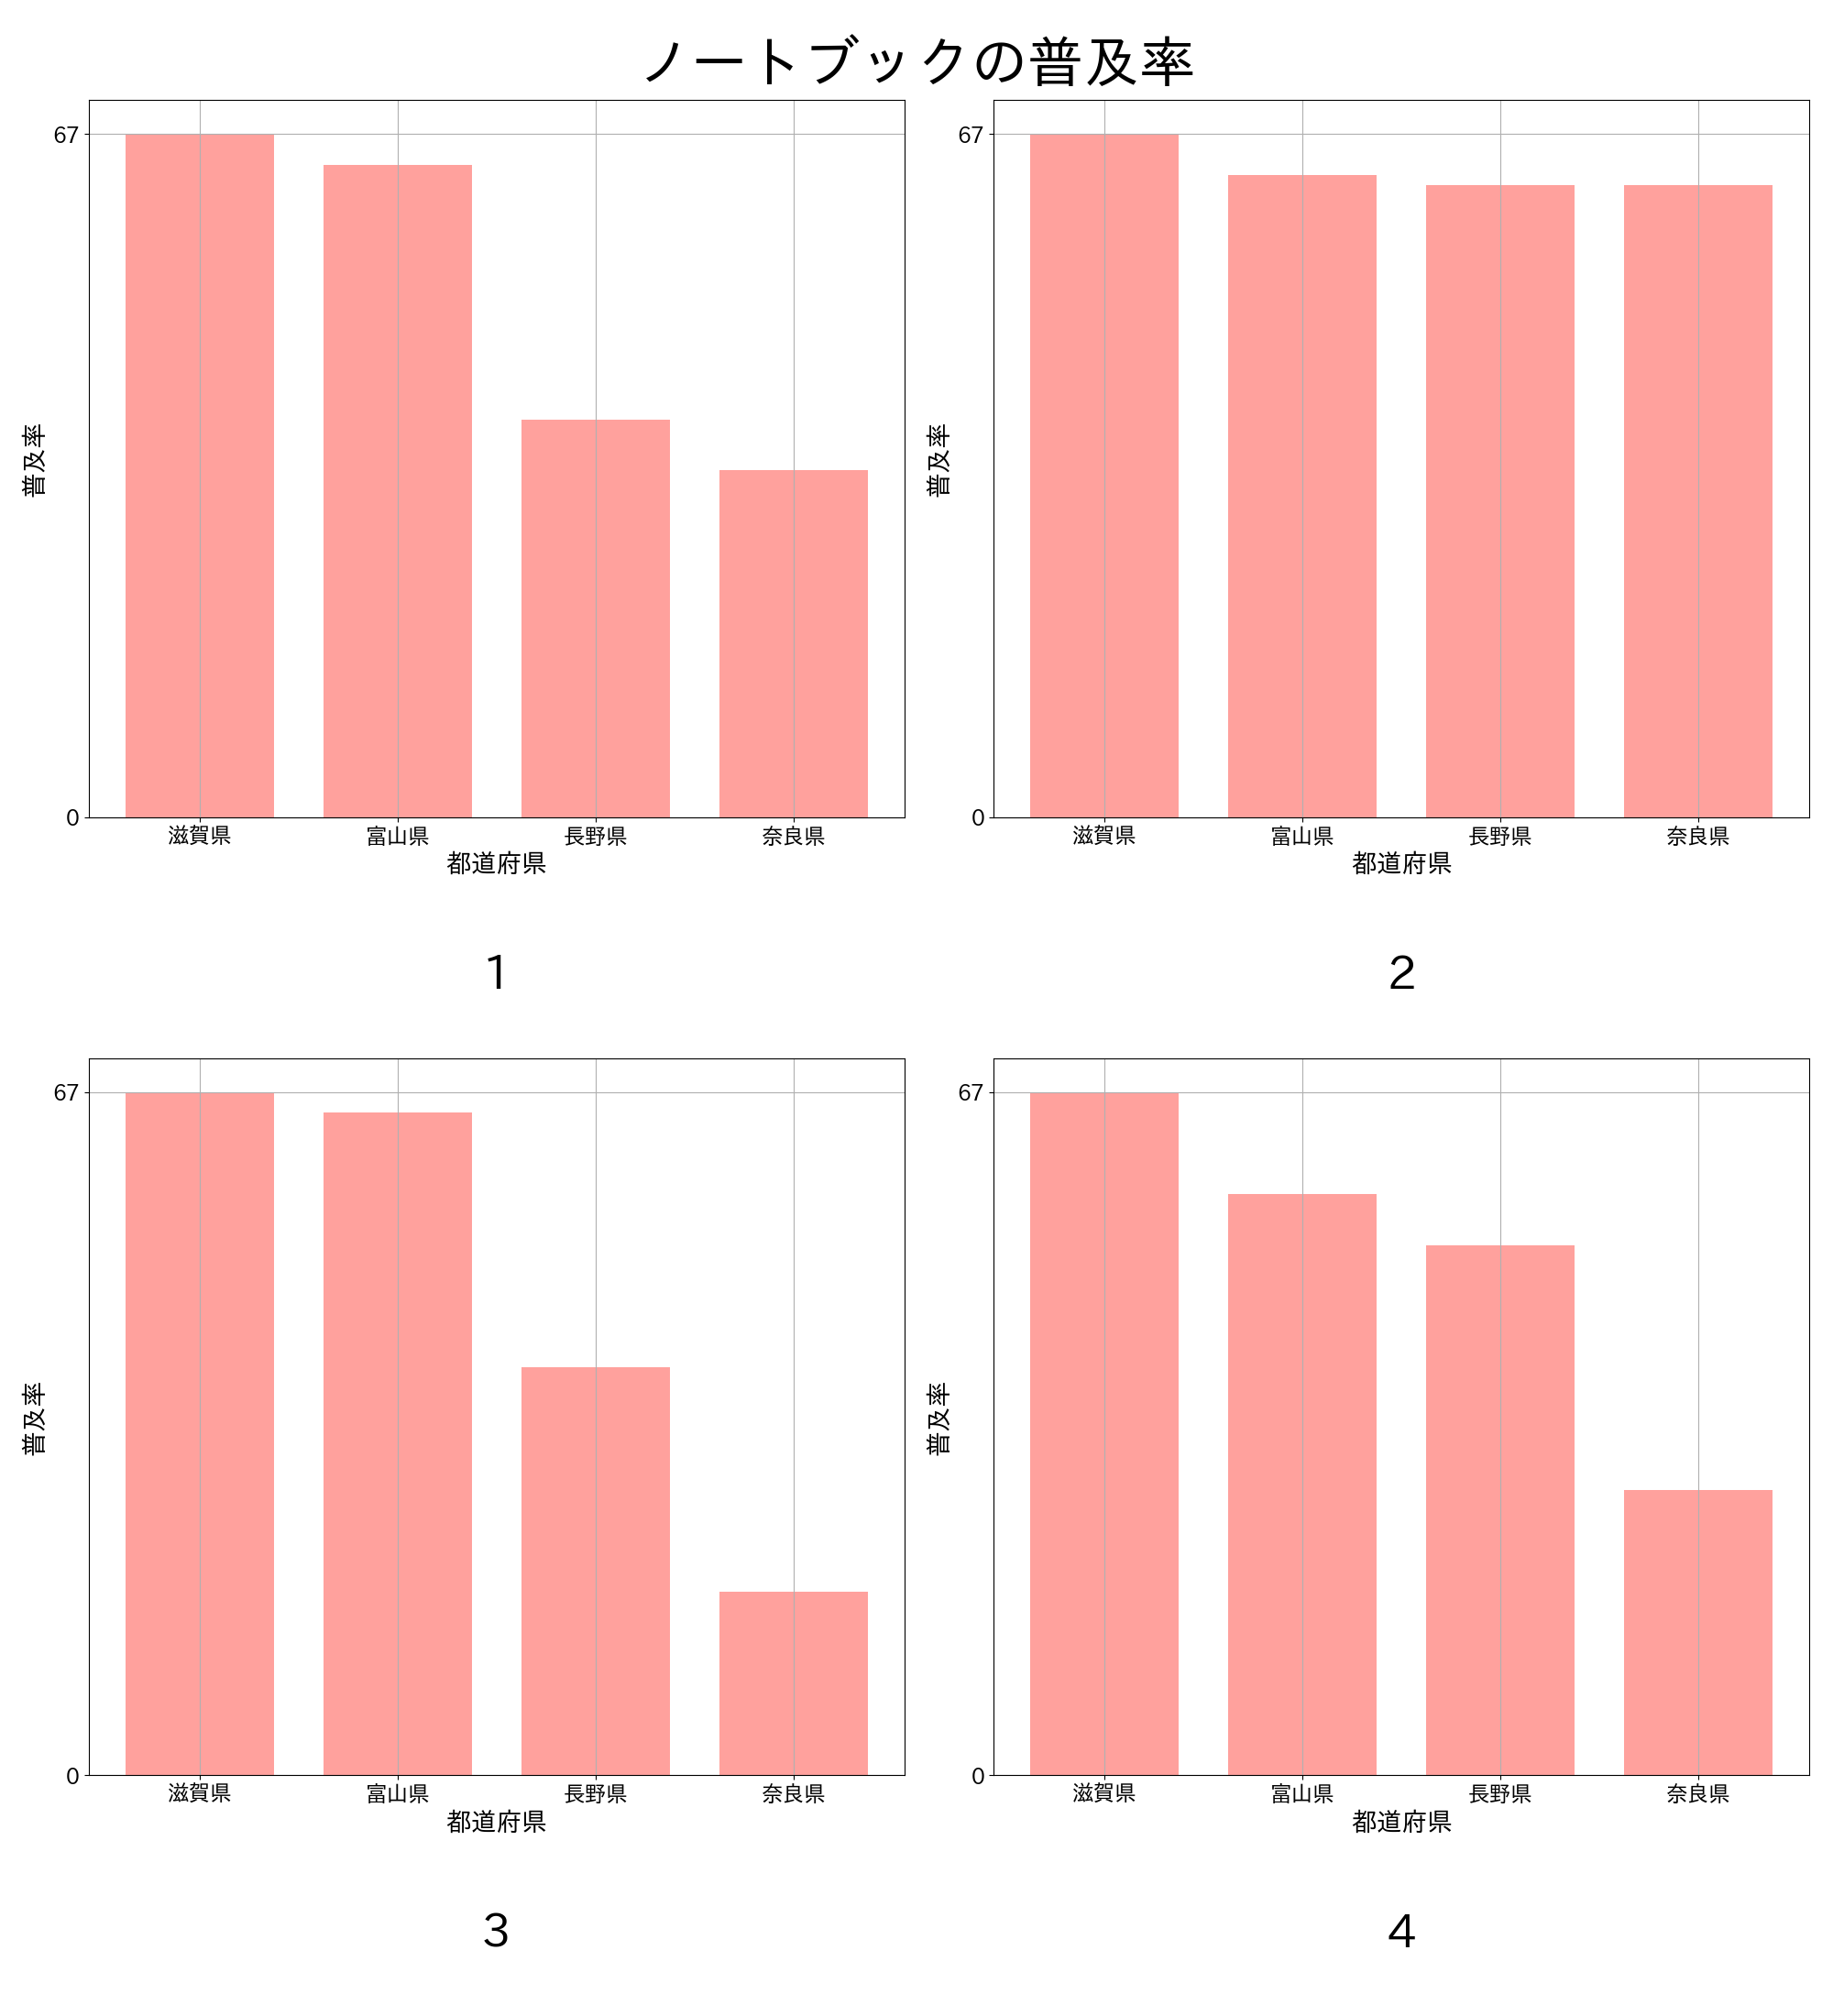 ノートブックの普及率
67
0
普及率
滋賀県 富山県 長野県 奈良県
都道府県
1
67
0
普及率
滋賀県 富山県 長野県 奈良県
都道府県
2
67
0
普及率
滋賀県 富山県 長野県 奈良県
都道府県
3
67
0
普及率
滋賀県 富山県 長野県 奈良県
都道府県
4